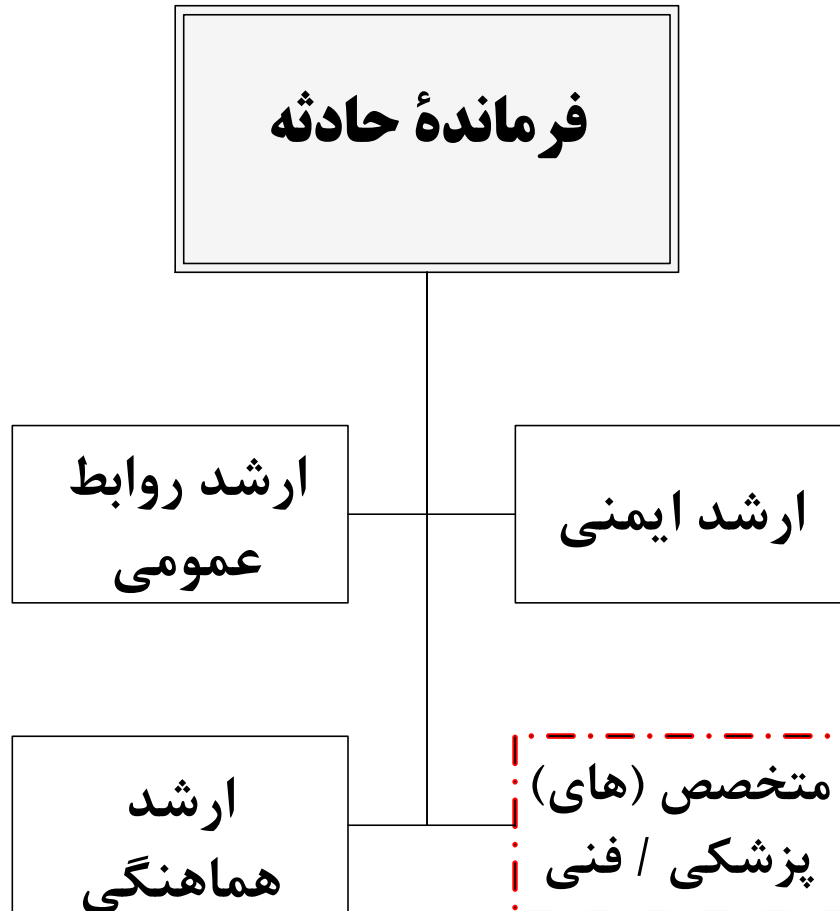 فرماندهٔ حادثه
ارشد ایمنی
ارشد روابط
عمومی
متخصص (های)
پزشکی / فنی
ارشد
هماهنگی